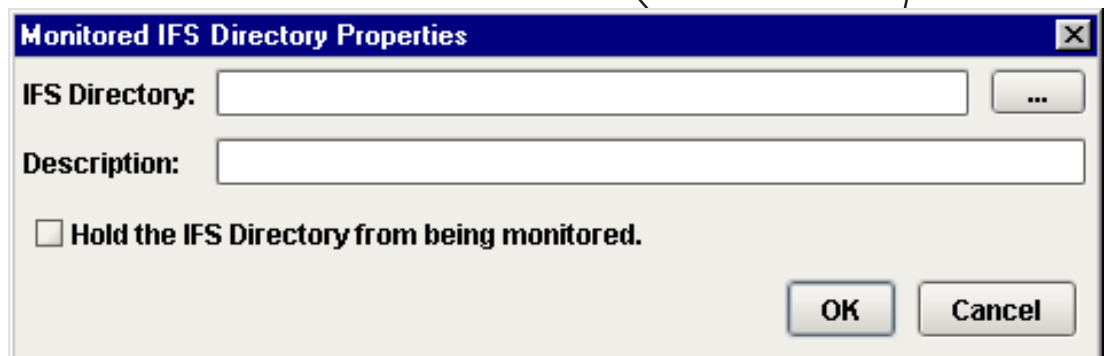 Monitored IFS Directory Properties
IFS Directory: ...
Description:
Hold the IFS Directory from being monitored.
OK Cancel